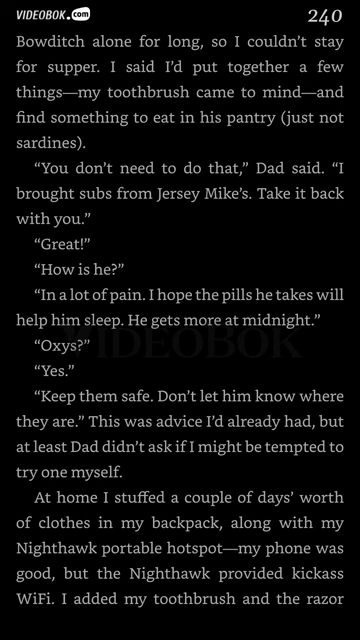 VIDEOBOK.com
240
Bowditch alone for long, so I couldn't stay
for supper. I said I'd put together a few
things—my toothbrush came to mind—and
find something to eat in his pantry (just not
sardines).
“You don't need to do that,” Dad said. “I
brought subs from Jersey Mike's. Take it back
with you.”
“Great!”
“How is he?”
“In a lot of pain. I hope the pills he takes will
help him sleep. He gets more at midnight.”
“Oxys?”
VIDEOBOK
“Yes.”
“Keep them safe. Don't let him know where
they are.” This was advice I'd already had, but
at least Dad didn't ask if I might be tempted to
try one myself.
At home I stuffed a couple of days' worth
of clothes in my backpack, along with my
Nighthawk portable hotspot—my phone was
good, but the Nighthawk provided kickass
WiFi. I added my toothbrush and the razor